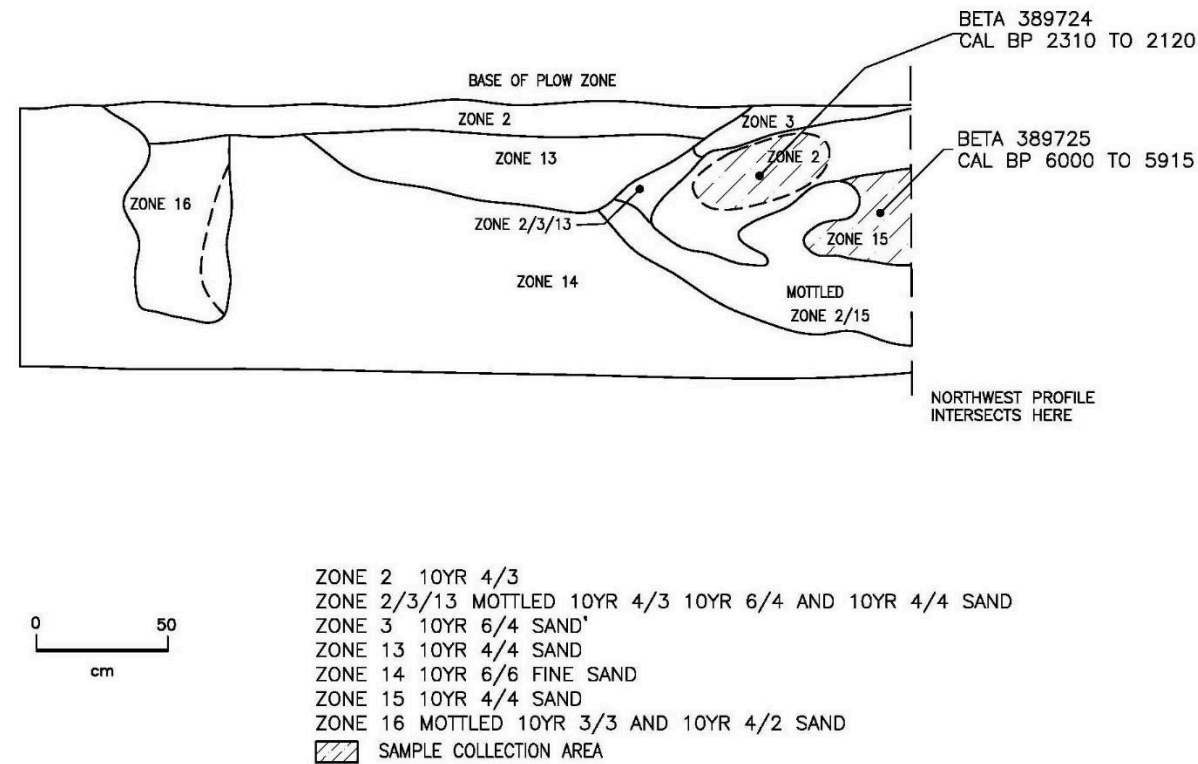 BETA 389724
CAL BP 2310 TO 2120
BASE OF PLOW ZONE
ZONE 2
ZONE 3
BETA 389725
CAL BP 6000 TO 5915
ZONE 13
ZONE 2
ZONE 16
ZONE 2/3/13
ZONE 15
ZONE 14
MOTTLED
ZONE 2/15
NORTHWEST PROFILE
INTERSECTS HERE
ZONE 2 10YR 4/3
ZONE 2/3/13 MOTTLED 10YR 4/3 10YR 6/4 AND 10YR 4/4 SAND
ZONE 3 10YR 6/4 SAND'
ZONE 13 10YR 4/4 SAND
ZONE 14 10YR 6/6 FINE SAND
ZONE 15 10YR 4/4 SAND
ZONE 16 MOTTLED 10YR 3/3 AND 10YR 4/2 SAND
SAMPLE COLLECTION AREA
0 50
cm